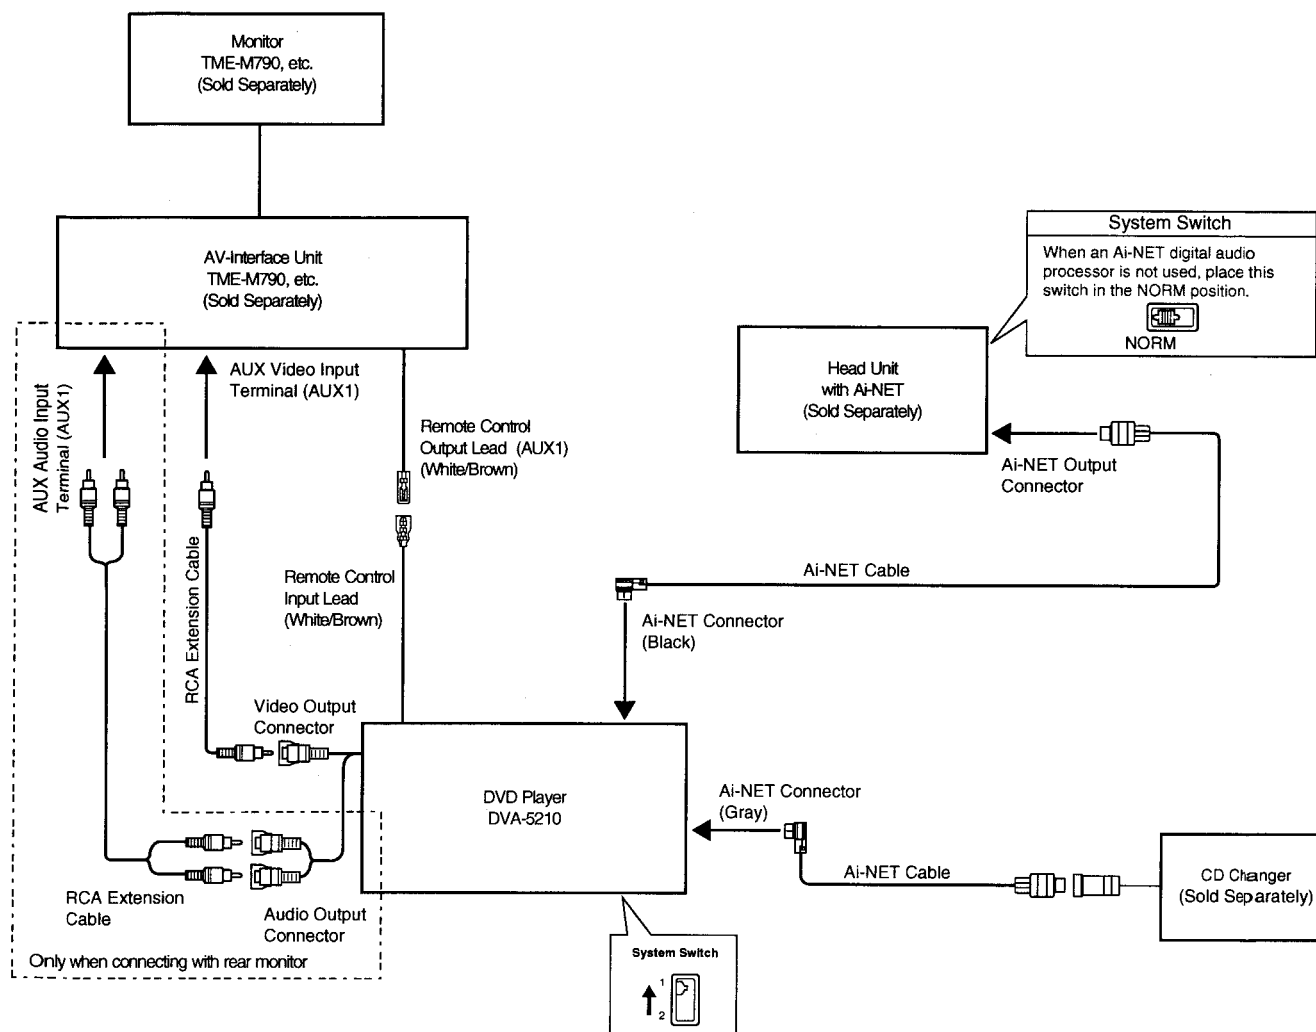 Monitor
TME-M790, etc.
(Sold Separately)
AV-Interface Unit
TME-M790, etc.
(Sold Separately)
System Switch
When an Ai-NET digital audio
processor is not used, place this
switch in the NORM position.
NORM
Head Unit
with Ai-NET
(Sold Separately)
AUX Audio Input
Terminal (AUX1)
AUX Video Input
Terminal (AUX1)
Remote Control
Output Lead (AUX1)
(White/Brown)
Ai-NET Output
Connector
RCA Extension Cable
Remote Control
Input Lead
(White/Brown)
Ai-NET Cable
Ai-NET Connector
(Black)
Video Output
Connector
DVD Player
DVA-5210
Ai-NET Connector
(Gray)
Ai-NET Cable
CD Changer
(Sold Separately)
RCA Extension
Cable
Audio Output
Connector
Only when connecting with rear monitor
System Switch
1
2